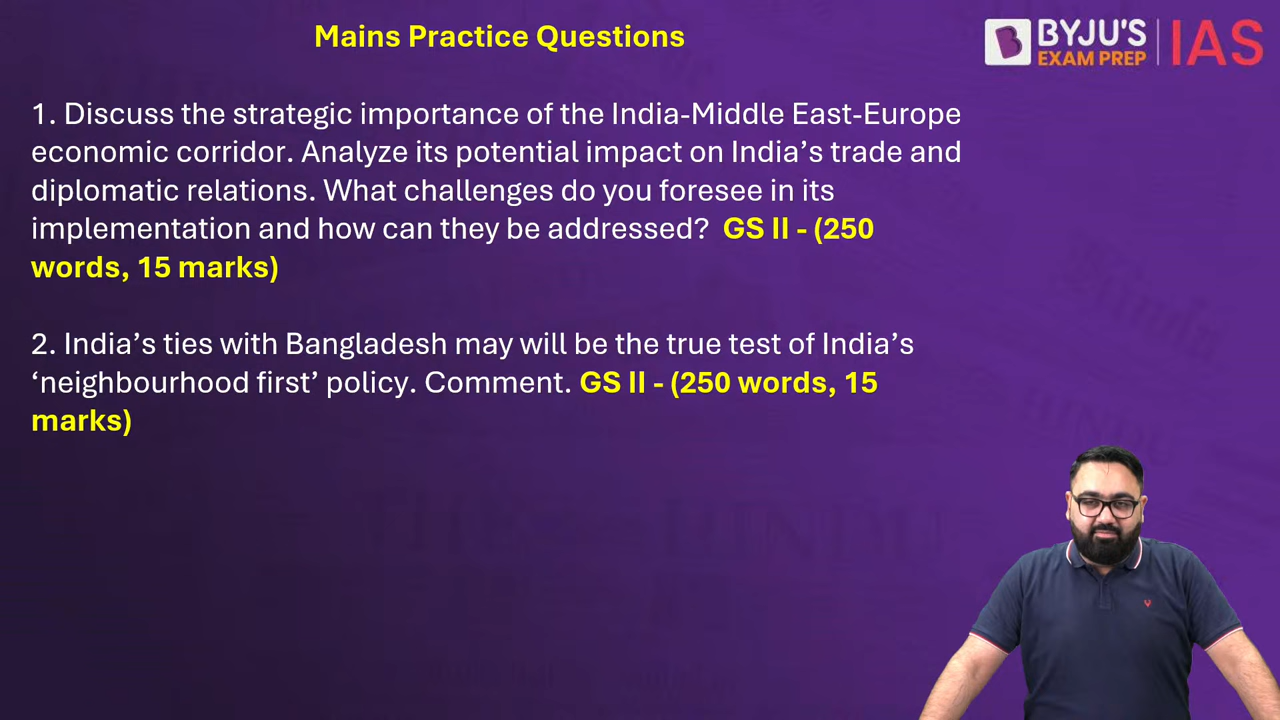 Mains Practice Questions
BYJU'S
EXAM PREP
IAS
1. Discuss the strategic importance of the India-Middle East-Europe
economic corridor. Analyze its potential impact on India’s trade and
diplomatic relations. What challenges do you foresee in its
implementation and how can they be addressed? GS II - (250
words, 15 marks)
2. India’s ties with Bangladesh may will be the true test of India’s
‘neighbourhood first’ policy. Comment. GS II - (250 words, 15
marks)